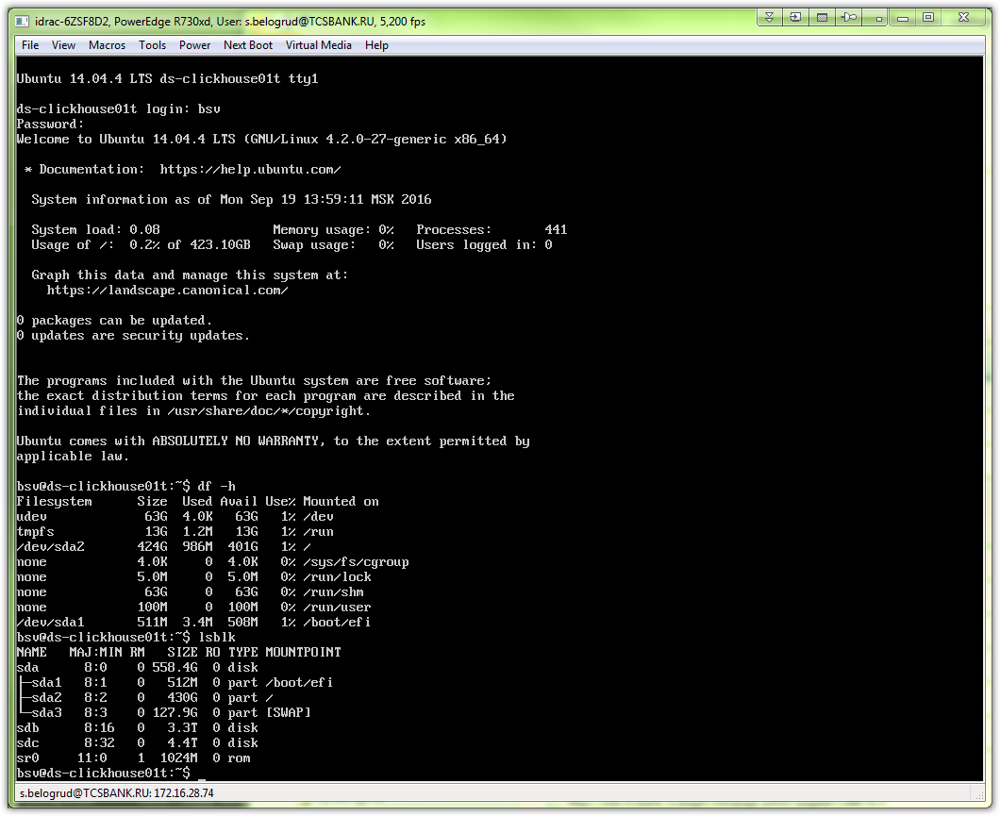 idrac-6ZSF8D2, PowerEdge R730xd, User: s.belogrud@TCSBANK.RU, 5,200 fps
File View Macros Tools Power Next Boot Virtual Media Help
Ubuntu 14.04.4 LTS ds-clickhouse01t tty1
ds-clickhouse01t login: bsv
Password:
Welcome to Ubuntu 14.04.4 LTS (GNU/Linux 4.2.0-27-generic x86_64)
* Documentation:  https://help.ubuntu.com/
System information as of Mon Sep 19 13:59:11 MSK 2016
System load: 0.08               Memory usage: 0%   Processes:       441
Usage of /:  0.2% of 423.10GB   Swap usage:   0%   Users logged in: 0
Graph this data and manage this system at:
https://landscape.canonical.com/
0 packages can be updated.
0 updates are security updates.
The programs included with the Ubuntu system are free software;
the exact distribution terms for each program are described in the
individual files in /usr/share/doc/*/copyright.
Ubuntu comes with ABSOLUTELY NO WARRANTY, to the extent permitted by
applicable law.
bsv@ds-clickhouse01t:~$ df -h
Filesystem      Size  Used Avail Use% Mounted on
udev             63G  4.0K   63G   1% /dev
tmpfs            13G  1.2M   13G   1% /run
/dev/sda2       424G  986M  401G   1% /
none            4.0K     0  4.0K   0% /sys/fs/cgroup
none            5.0M     0  5.0M   0% /run/lock
none             63G     0   63G   0% /run/shm
none            100M     0  100M   0% /run/user
/dev/sda1       511M  3.4M  508M   1% /boot/efi
bsv@ds-clickhouse01t:~$ lsblk
NAME   MAJ:MIN RM   SIZE RO TYPE MOUNTPOINT
sda      8:0    0 558.4G  0 disk
├─sda1   8:1    0   512M  0 part /boot/efi
├─sda2   8:2    0   430G  0 part /
└─sda3   8:3    0 127.9G  0 part [SWAP]
sdb      8:16   0   3.3T  0 disk
sdc      8:32   0   4.4T  0 disk
sr0     11:0    1  1024M  0 rom
bsv@ds-clickhouse01t:~$ _
s.belogrud@TCSBANK.RU: 172.16.28.74